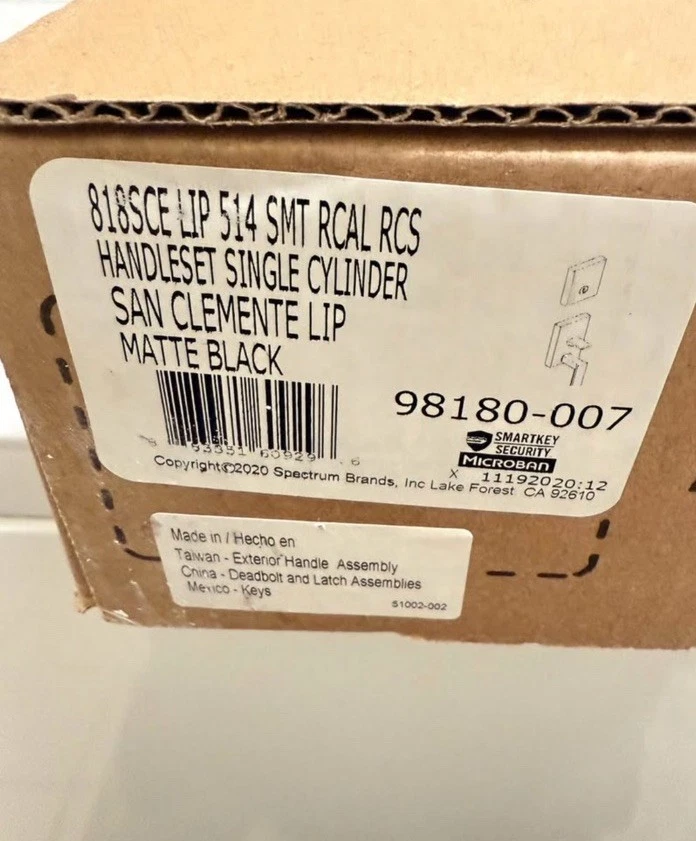 818SCE LIP 514 SMT RCAL RCS
HANDLESET SINGLE CYLINDER
SAN CLEMENTE LIP
MATTE BLACK
98180-007
SMARTKEY
SECURITY
MICROBAN
X 11192020:12
Copyright©2020 Spectrum Brands, Inc Lake Forest CA 92610
Made in / Hecho en
Taiwan - Exterior Handle Assembly
China - Deadbolt and Latch Assemblies
Mexico - Keys
51002-002